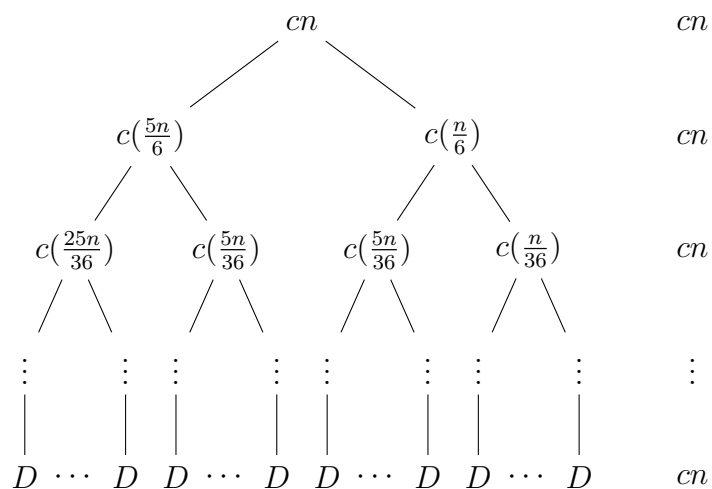 cn cn
c(5n/6) c(n/6) cn
c(25n/36) c(5n/36) c(5n/36) c(n/36) cn
⋮ ⋮ ⋮ ⋮ ⋮ ⋮ ⋮ ⋮ ⋮
D ⋯ D D ⋯ D D ⋯ D D ⋯ D cn